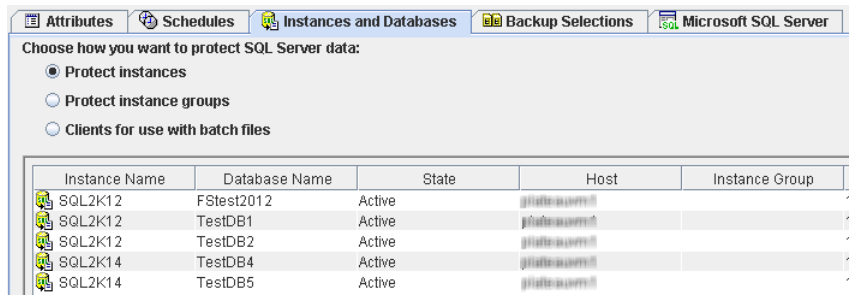 Attributes Schedules Instances and Databases Backup Selections Microsoft SQL Server
Choose how you want to protect SQL Server data:
Protect instances
Protect instance groups
Clients for use with batch files
Instance Name Database Name State Host Instance Group
SQL2K12 FStest2012 Active
SQL2K12 TestDB1 Active
SQL2K12 TestDB2 Active
SQL2K14 TestDB4 Active
SQL2K14 TestDB5 Active